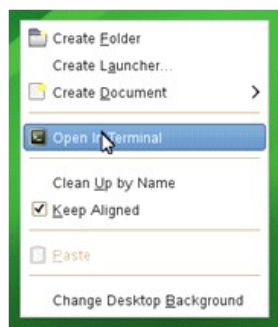 Create Folder
Create Launcher...
Create Document
Open In Terminal
Clean Up by Name
Keep Aligned
Paste
Change Desktop Background